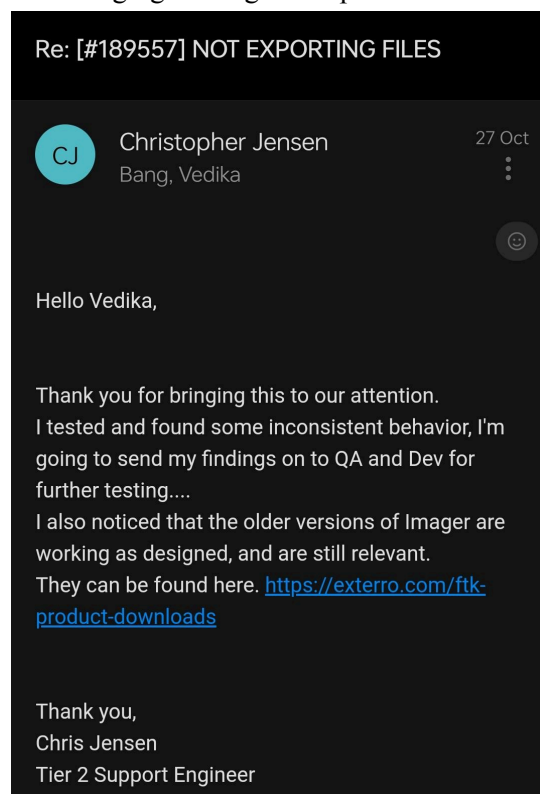 Re: [#189557] NOT EXPORTING FILES
CJ
Christopher Jensen
27 Oct
Bang, Vedika
Hello Vedika,
Thank you for bringing this to our attention.
I tested and found some inconsistent behavior, I'm
going to send my findings on to QA and Dev for
further testing....
I also noticed that the older versions of Imager are
working as designed, and are still relevant.
They can be found here. https://exterro.com/ftk-
product-downloads
Thank you,
Chris Jensen
Tier 2 Support Engineer